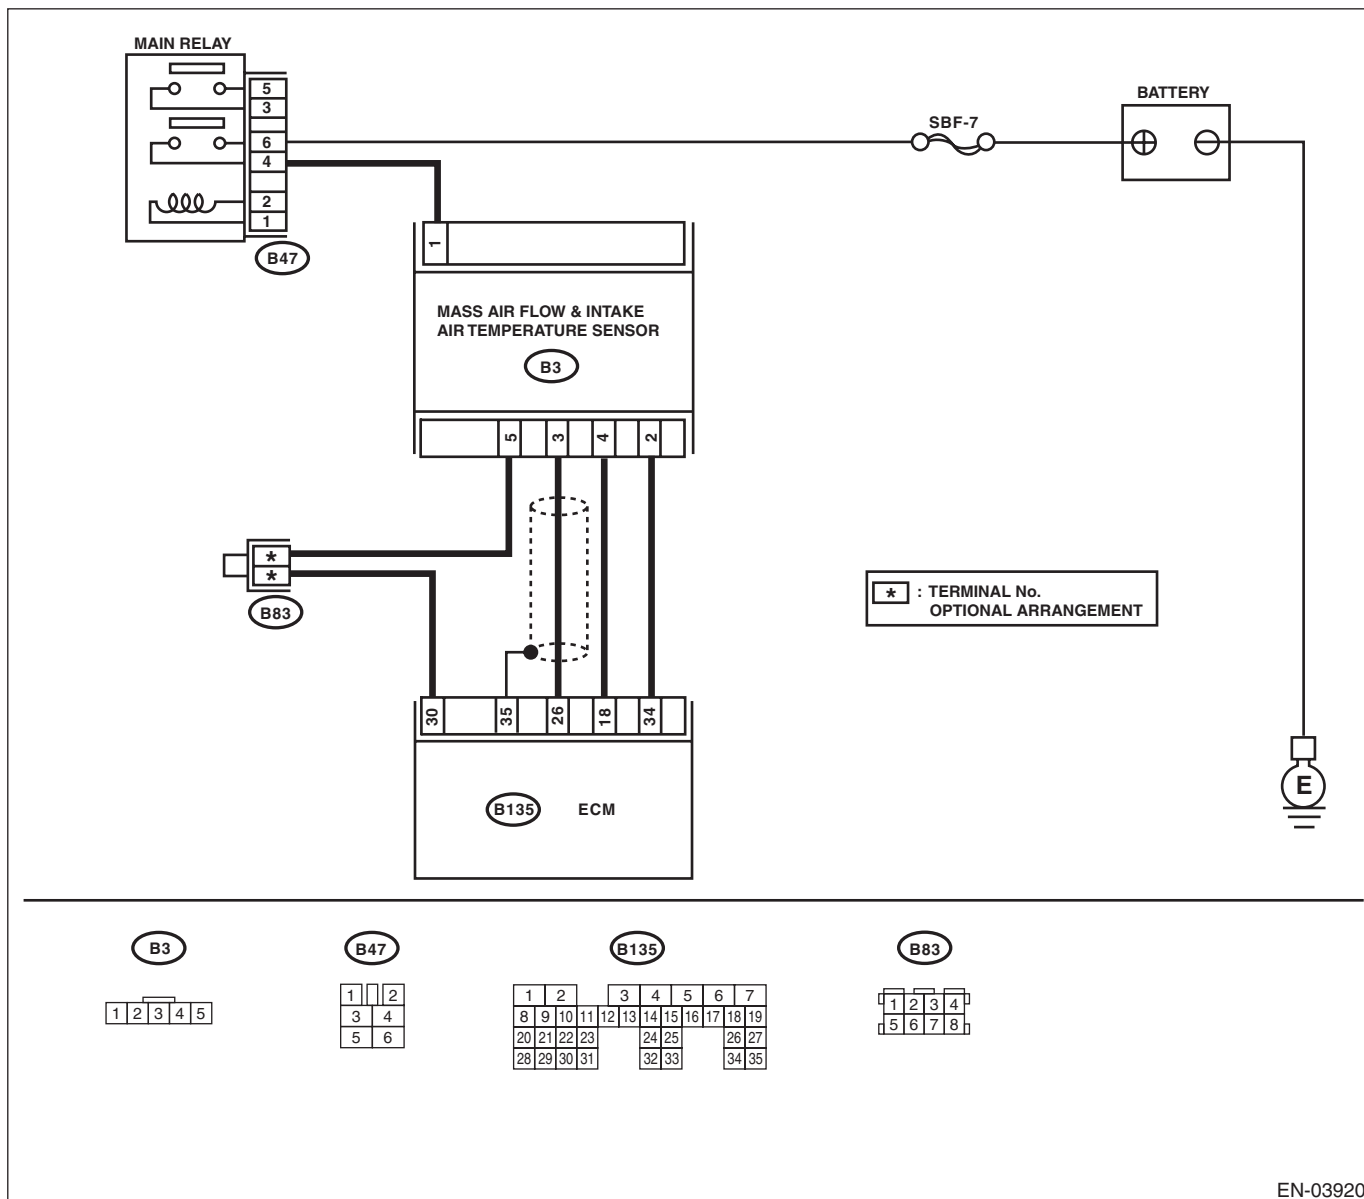 MAIN RELAY
5
3
6
4
2
1
B47
SBF-7
BATTERY
1
MASS AIR FLOW & INTAKE
AIR TEMPERATURE SENSOR
B3
5 3 4 2
*
*
B83
* : TERMINAL No.
OPTIONAL ARRANGEMENT
30 35 26 18 34
B135 ECM
E
B3 B47 B135 B83
1 2 3 4 5
1 2
3 4
5 6
1 2 3 4 5 6 7
8 9 10 11 12 13 14 15 16 17 18 19
20 21 22 23 24 25 26 27
28 29 30 31 32 33 34 35
1 2 3 4
5 6 7 8
EN-03920